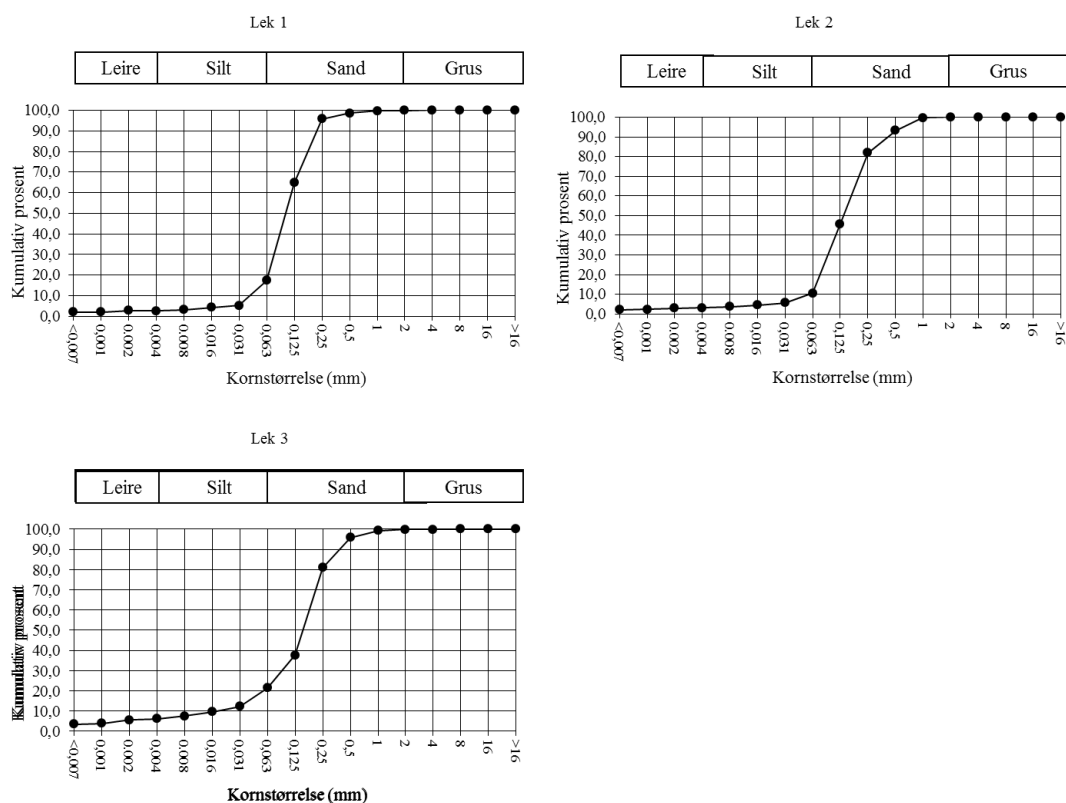 Lek 1
Leire Silt Sand Grus
100,0
90,0
80,0
70,0
60,0
50,0
40,0
30,0
20,0
10,0
0,0
Kumulativ prosent
<0,007 0,001 0,002 0,004 0,008 0,016 0,031 0,063 0,125 0,25 0,5 1 2 4 8 16 >16
Kornstørrelse (mm)
Lek 2
Leire Silt Sand Grus
100,0
90,0
80,0
70,0
60,0
50,0
40,0
30,0
20,0
10,0
0,0
Kumulativ prosent
<0,007 0.001 0.002 0,004 0,008 0,016 0,031 0,063 0,125 0,25 0,5 1 2 4 8 16 >16
Kornstørrelse (mm)
Lek 3
Leire Silt Sand Grus
100,0
90,0
80,0
70,0
60,0
50,0
40,0
30,0
20,0
10,0
0,0
Kumulativ prosent
<0,007 0,001 0,002 0,004 0,008 0,016 0,031 0,063 0,125 0,25 0,5 1 2 4 8 16 >16
Kornstørrelse (mm)